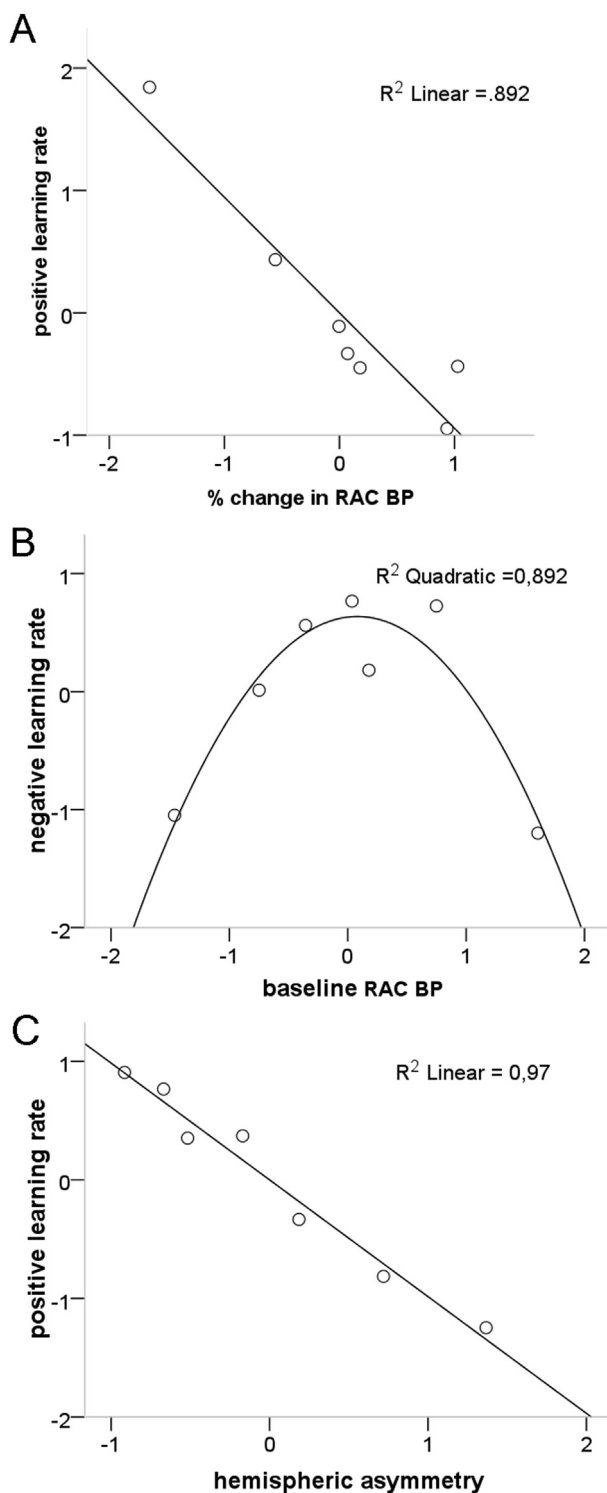 A
R² Linear =.892
positive learning rate
2
1
0
-1
-2 -1 0 1
% change in RAC BP
B
R² Quadratic =0,892
negative learning rate
1
0
-1
-2
-2 -1 0 1 2
baseline RAC BP
C
R² Linear = 0,97
positive learning rate
1
0
-1
-2
-1 0 1 2
hemispheric asymmetry